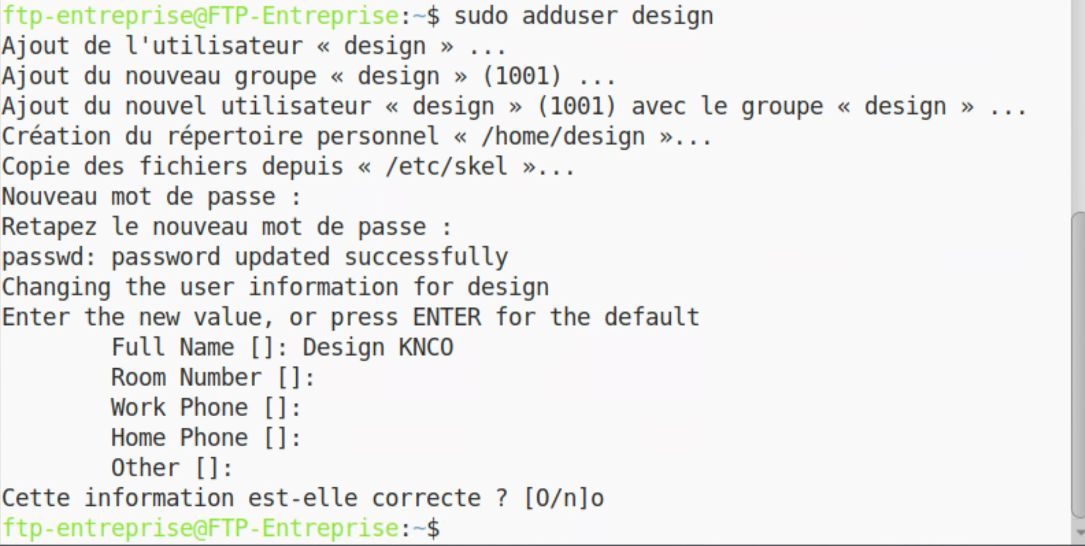 ftp-entreprise@FTP-Entreprise:~$ sudo adduser design
Ajout de l'utilisateur « design » ...
Ajout du nouveau groupe « design » (1001) ...
Ajout du nouvel utilisateur « design » (1001) avec le groupe « design » ...
Création du répertoire personnel « /home/design »...
Copie des fichiers depuis « /etc/skel »...
Nouveau mot de passe :
Retapez le nouveau mot de passe :
passwd: password updated successfully
Changing the user information for design
Enter the new value, or press ENTER for the default
        Full Name []: Design KNCO
        Room Number []:
        Work Phone []:
        Home Phone []:
        Other []:
Cette information est-elle correcte ? [O/n]o
ftp-entreprise@FTP-Entreprise:~$